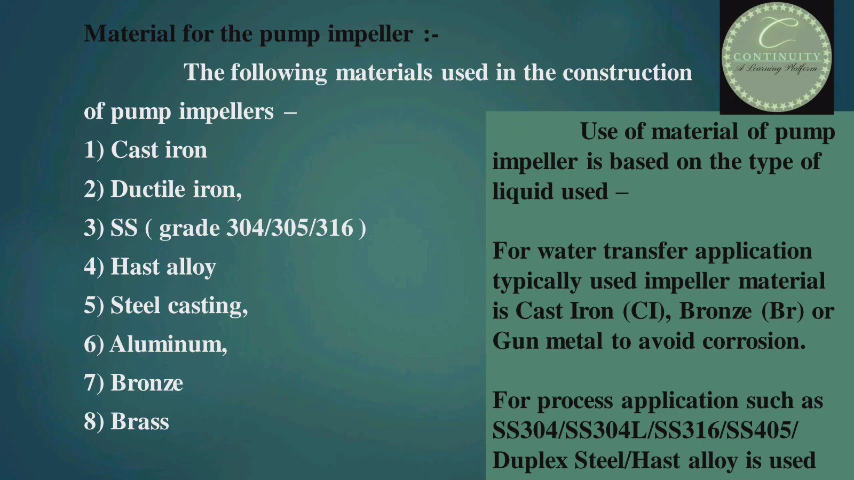 Material for the pump impeller :-
The following materials used in the construction
of pump impellers –
1) Cast iron
2) Ductile iron,
3) SS ( grade 304/305/316 )
4) Hast alloy
5) Steel casting,
6) Aluminum,
7) Bronze
8) Brass
C
CONTINUITY
A Learning Platform
Use of material of pump
impeller is based on the type of
liquid used –
For water transfer application
typically used impeller material
is Cast Iron (CI), Bronze (Br) or
Gun metal to avoid corrosion.
For process application such as
SS304/SS304L/SS316/SS405/
Duplex Steel/Hast alloy is used